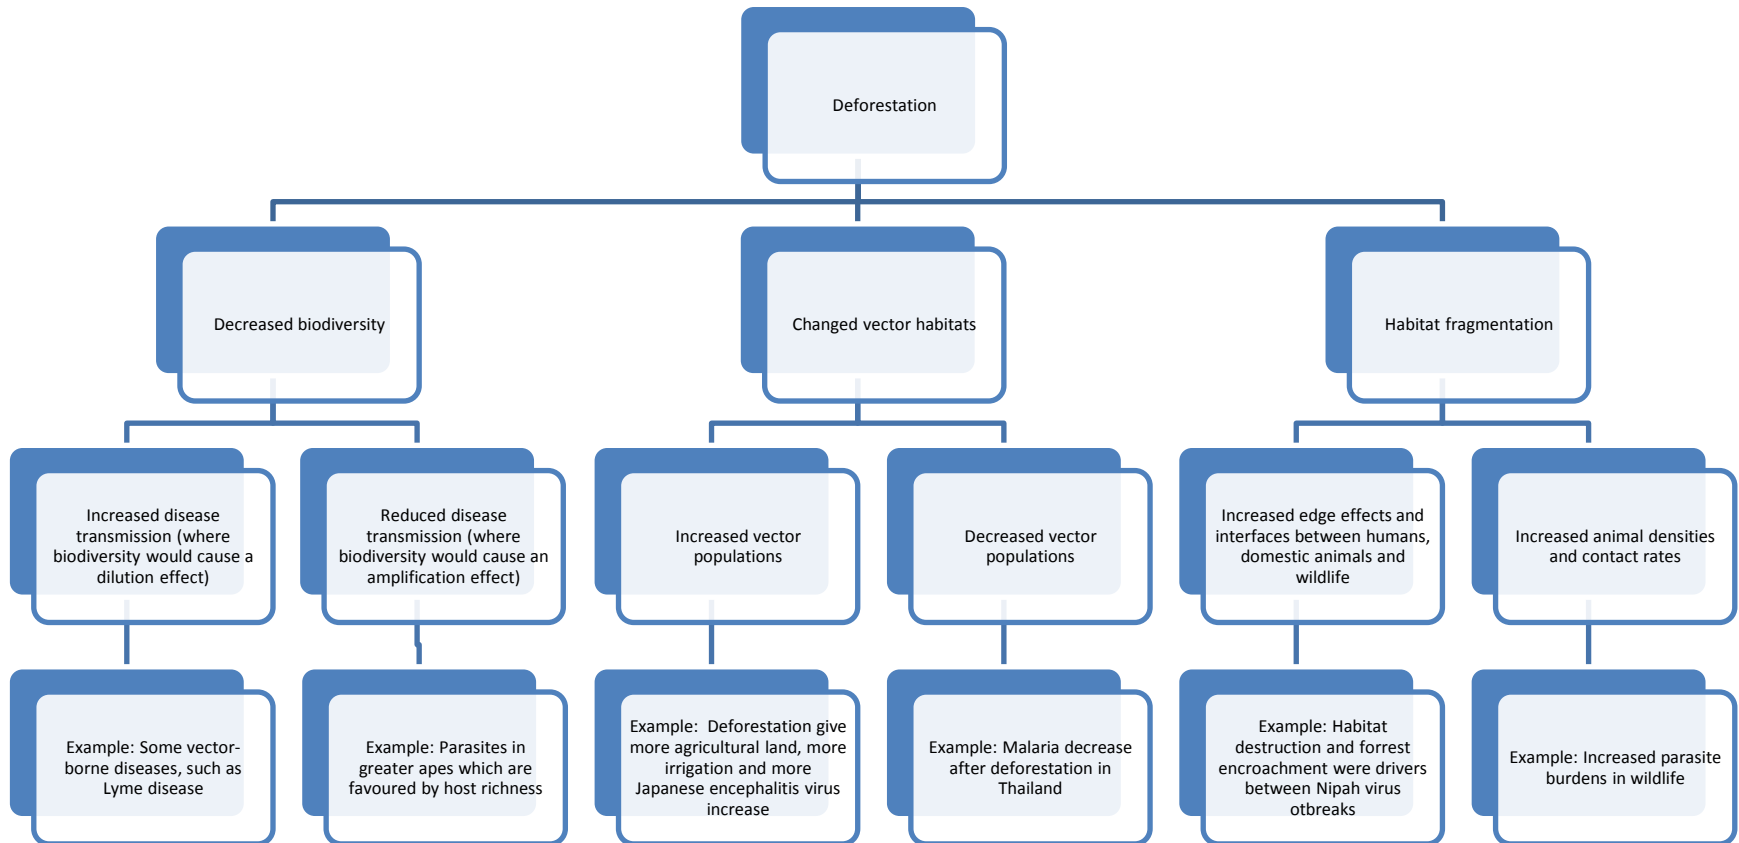 Deforestation
Decreased biodiversity
Changed vector habitats
Habitat fragmentation
Increased disease
transmission (where
biodiversity would cause a
dilution effect)
Reduced disease
transmission (where
biodiversity would cause an
amplification effect)
Increased vector
populations
Decreased vector
populations
Increased edge effects and
interfaces between humans,
domestic animals and
wildlife
Increased animal densities
and contact rates
Example: Some vector-
borne diseases, such as
Lyme disease
Example: Parasites in
greater apes which are
favoured by host richness
Example:  Deforestation give
more agricultural land, more
irrigation and more
Japanese encephalitis virus
increase
Example: Malaria decrease
after deforestation in
Thailand
Example: Habitat
destruction and forrest
encroachment were drivers
between Nipah virus
otbreaks
Example: Increased parasite
burdens in wildlife